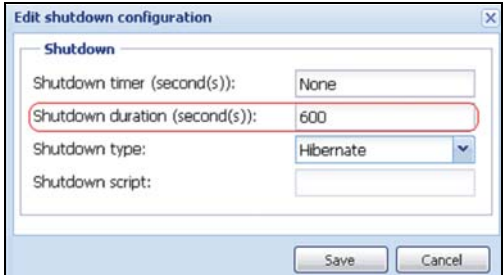 Edit shutdown configuration
Shutdown
Shutdown timer (second(s)): None
Shutdown duration (second(s)): 600
Shutdown type: Hibernate
Shutdown script:
Save Cancel